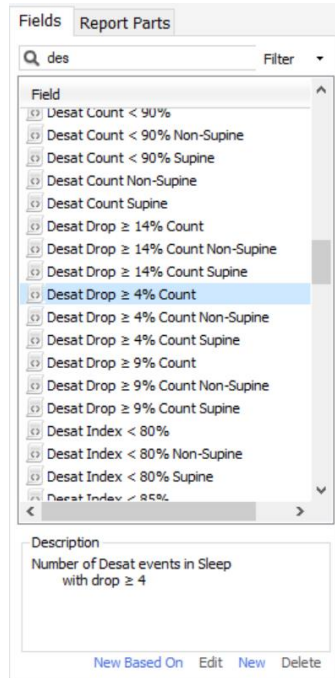 Fields Report Parts
des Filter
Field
Desat Count < 90%
Desat Count < 90% Non-Supine
Desat Count < 90% Supine
Desat Count Non-Supine
Desat Count Supine
Desat Drop ≥ 14% Count
Desat Drop ≥ 14% Count Non-Supine
Desat Drop ≥ 14% Count Supine
Desat Drop ≥ 4% Count
Desat Drop ≥ 4% Count Non-Supine
Desat Drop ≥ 4% Count Supine
Desat Drop ≥ 9% Count
Desat Drop ≥ 9% Count Non-Supine
Desat Drop ≥ 9% Count Supine
Desat Index < 80%
Desat Index < 80% Non-Supine
Desat Index < 80% Supine
Desat Index < 85%
Description
Number of Desat events in Sleep
with drop ≥ 4
New Based On Edit New Delete